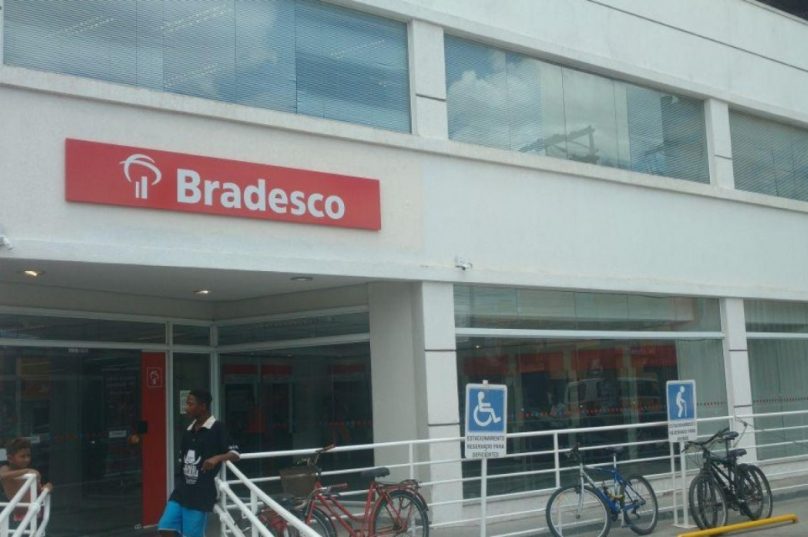 Bradesco
ESTACIONAMENTO
RESERVADO PARA
DEFICIENTES